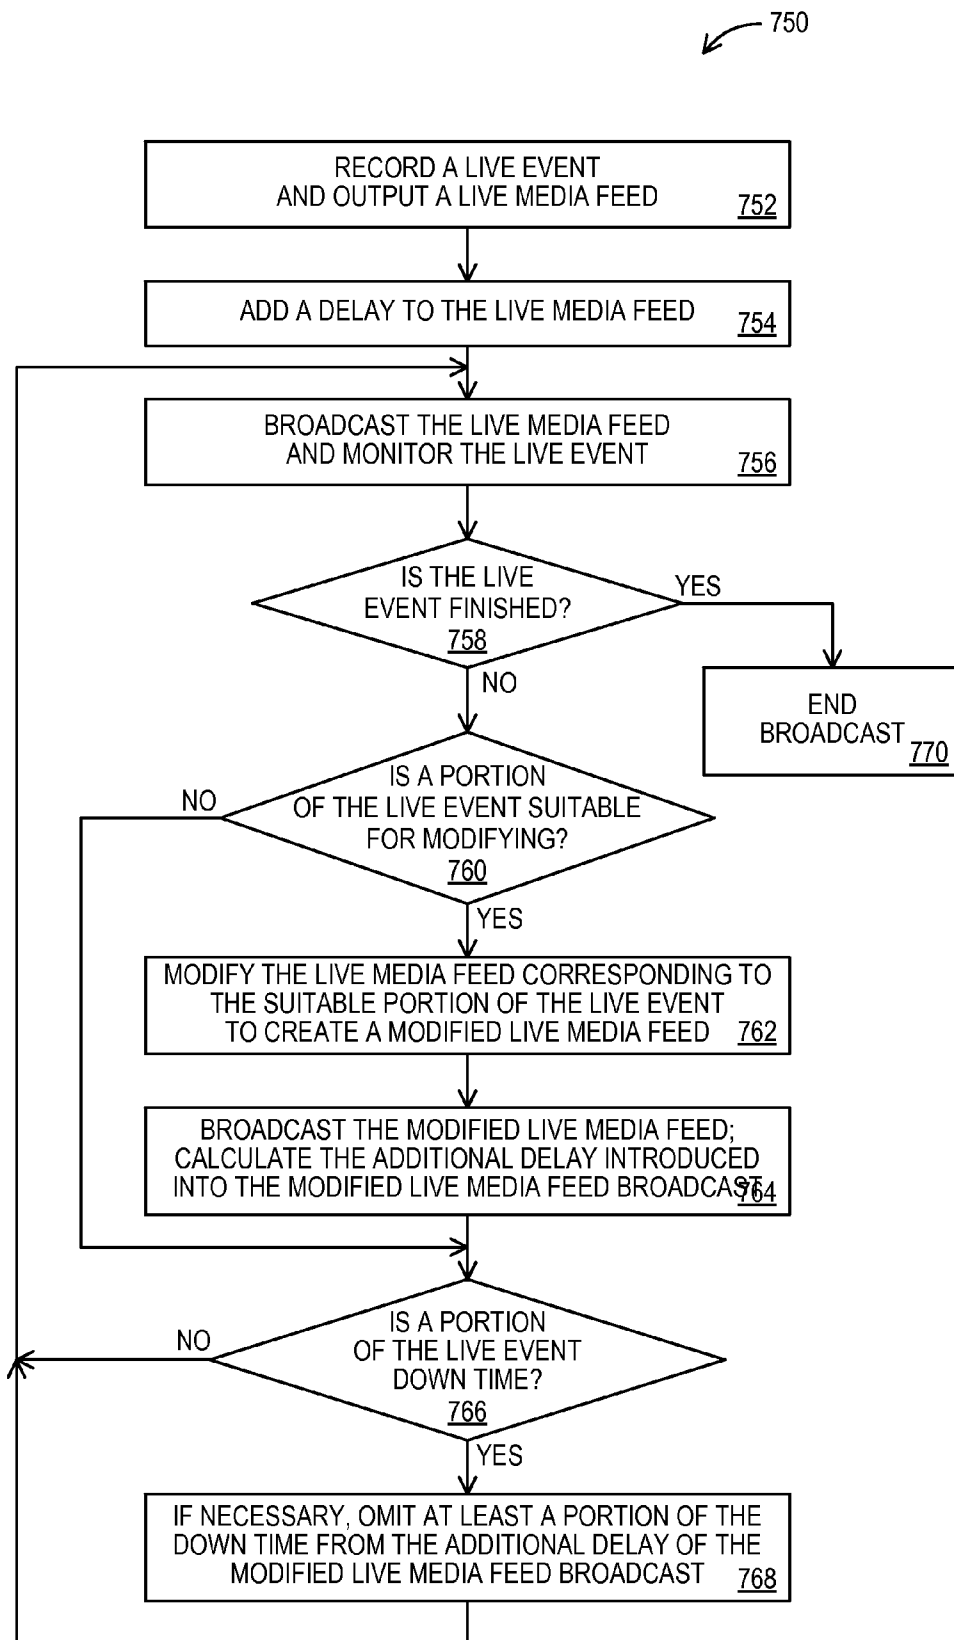 750
RECORD A LIVE EVENT
AND OUTPUT A LIVE MEDIA FEED
752
ADD A DELAY TO THE LIVE MEDIA FEED
754
BROADCAST THE LIVE MEDIA FEED
AND MONITOR THE LIVE EVENT
756
IS THE LIVE
EVENT FINISHED?
758
YES
NO
END
BROADCAST
770
IS A PORTION
OF THE LIVE EVENT SUITABLE
FOR MODIFYING?
760
NO
YES
MODIFY THE LIVE MEDIA FEED CORRESPONDING TO
THE SUITABLE PORTION OF THE LIVE EVENT
TO CREATE A MODIFIED LIVE MEDIA FEED
762
BROADCAST THE MODIFIED LIVE MEDIA FEED;
CALCULATE THE ADDITIONAL DELAY INTRODUCED
INTO THE MODIFIED LIVE MEDIA FEED BROADCAST
764
IS A PORTION
OF THE LIVE EVENT
DOWN TIME?
766
NO
YES
IF NECESSARY, OMIT AT LEAST A PORTION OF THE
DOWN TIME FROM THE ADDITIONAL DELAY OF THE
MODIFIED LIVE MEDIA FEED BROADCAST
768